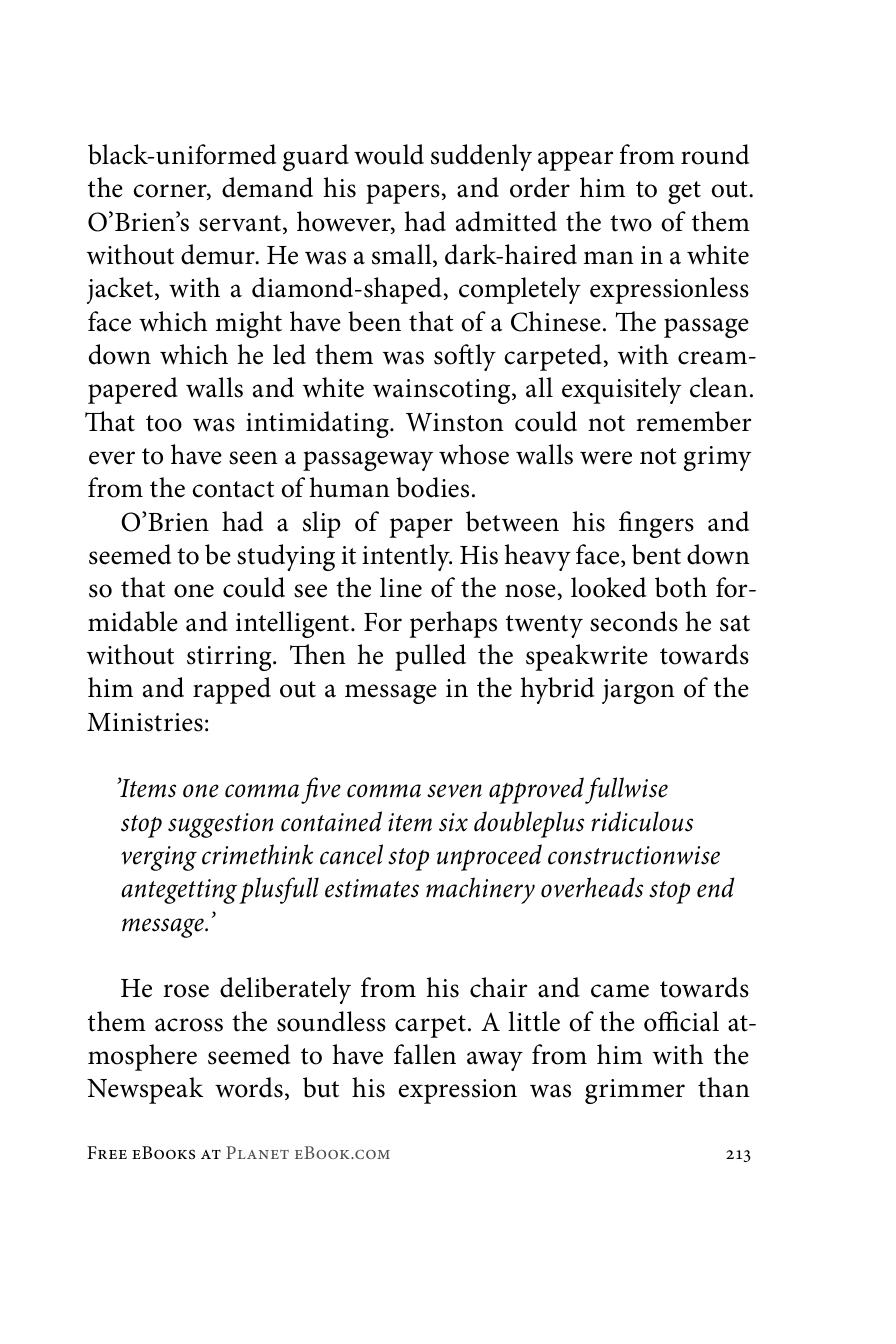 black-uniformed guard would suddenly appear from round
the corner, demand his papers, and order him to get out.
O’Brien’s servant, however, had admitted the two of them
without demur. He was a small, dark-haired man in a white
jacket, with a diamond-shaped, completely expressionless
face which might have been that of a Chinese. The passage
down which he led them was softly carpeted, with cream-
papered walls and white wainscoting, all exquisitely clean.
That too was intimidating. Winston could not remember
ever to have seen a passageway whose walls were not grimy
from the contact of human bodies.
O’Brien had a slip of paper between his fingers and
seemed to be studying it intently. His heavy face, bent down
so that one could see the line of the nose, looked both for-
midable and intelligent. For perhaps twenty seconds he sat
without stirring. Then he pulled the speakwrite towards
him and rapped out a message in the hybrid jargon of the
Ministries:
’Items one comma five comma seven approved fullwise
stop suggestion contained item six doubleplus ridiculous
verging crimethink cancel stop unproceed constructionwise
antegetting plusfull estimates machinery overheads stop end
message.’
He rose deliberately from his chair and came towards
them across the soundless carpet. A little of the official at-
mosphere seemed to have fallen away from him with the
Newspeak words, but his expression was grimmer than
Free eBooks at Planet eBook.com 213